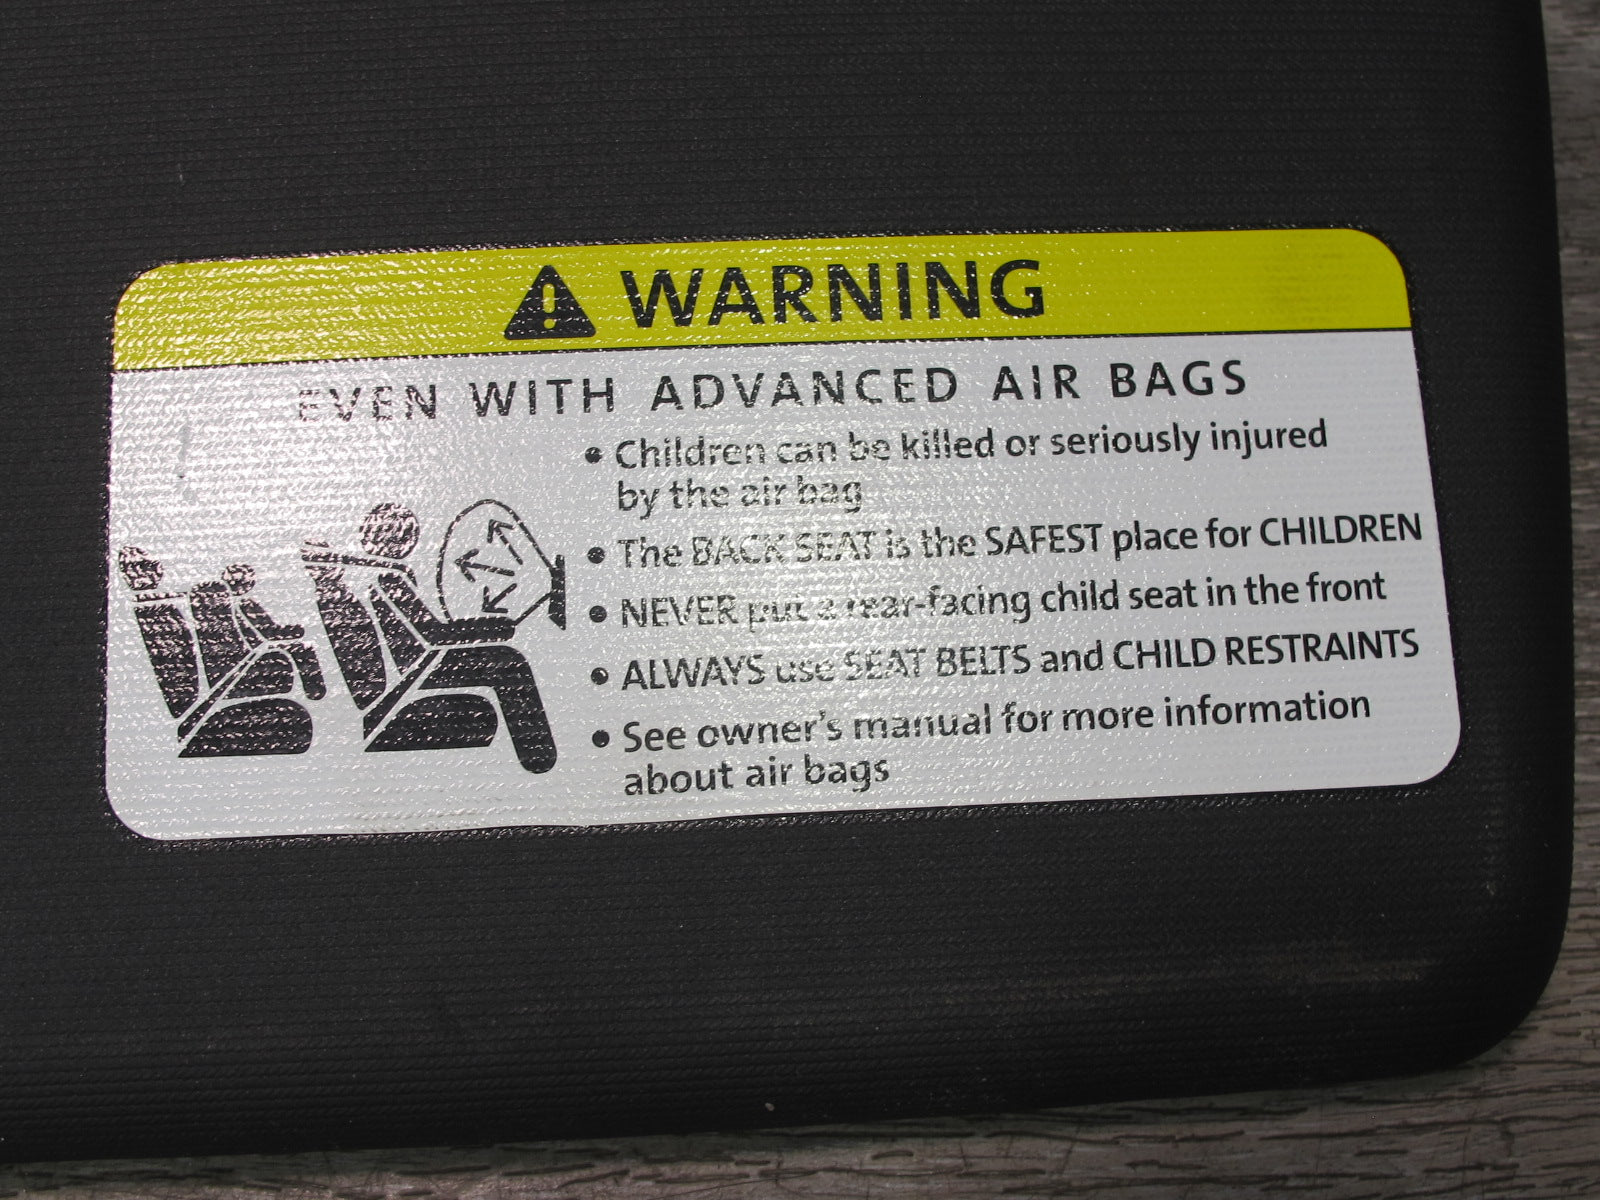 WARNING
EVEN WITH ADVANCED AIR BAGS
• Children can be killed or seriously injured
by the air bag
• The BACK SEAT is the SAFEST place for CHILDREN
• NEVER put a rear-facing child seat in the front
• ALWAYS use SEAT BELTS and CHILD RESTRAINTS
• See owner's manual for more information
about air bags